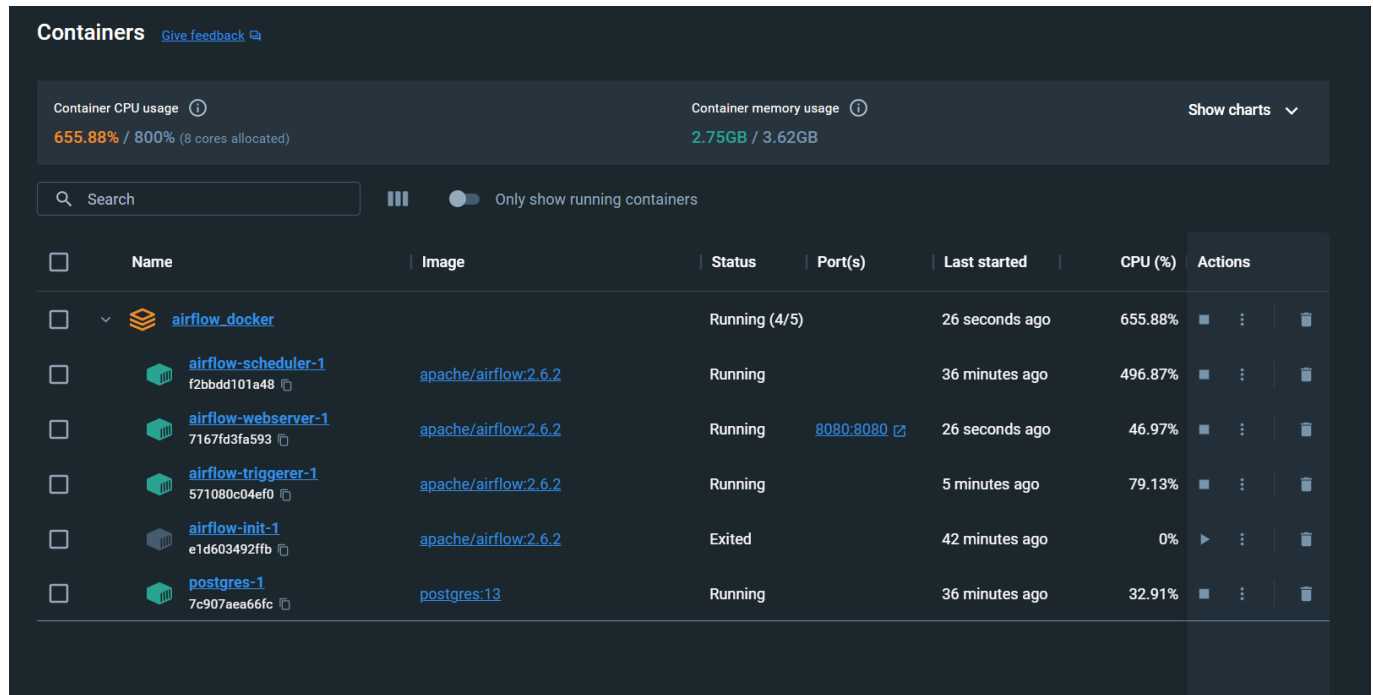 Containers Give feedback
Container CPU usage Container memory usage Show charts
655.88% / 800% (8 cores allocated) 2.75GB / 3.62GB
Search Only show running containers
Name Image Status Port(s) Last started CPU (%) Actions
airflow_docker Running (4/5) 26 seconds ago 655.88%
airflow-scheduler-1 apache/airflow:2.6.2 Running 36 minutes ago 496.87%
f2bbdd101a48
airflow-webserver-1 apache/airflow:2.6.2 Running 8080:8080 26 seconds ago 46.97%
7167fd3fa593
airflow-triggerer-1 apache/airflow:2.6.2 Running 5 minutes ago 79.13%
571080c04ef0
airflow-init-1 apache/airflow:2.6.2 Exited 42 minutes ago 0%
e1d603492ffb
postgres-1 postgres:13 Running 36 minutes ago 32.91%
7c907aea66fc